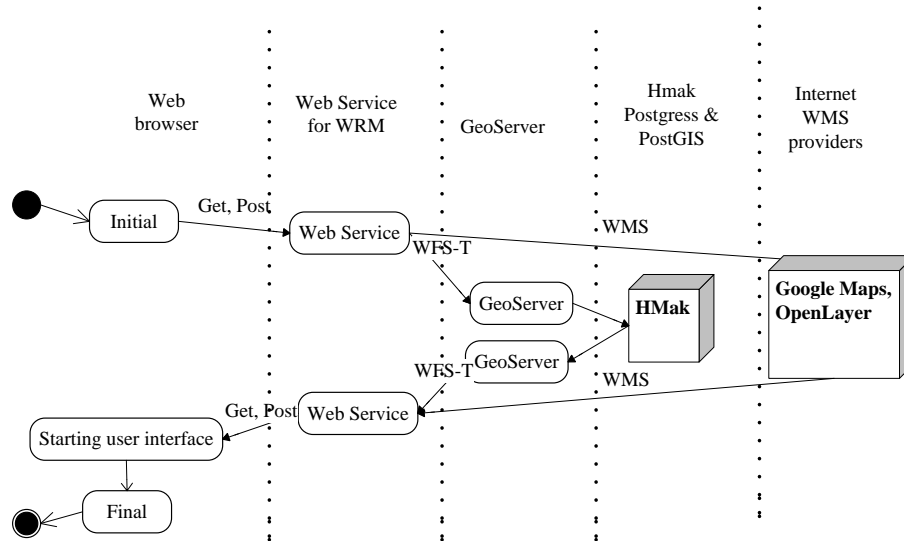 Web
browser
Web Service
for WRM
GeoServer
Hmak
Postgress &
PostGIS
Internet
WMS
providers
Initial
Get, Post
Web Service
WMS
WFS-T
GeoServer
HMak
Google Maps,
OpenLayer
GeoServer
WFS-T
WMS
Web Service
Get, Post
Starting user interface
Final